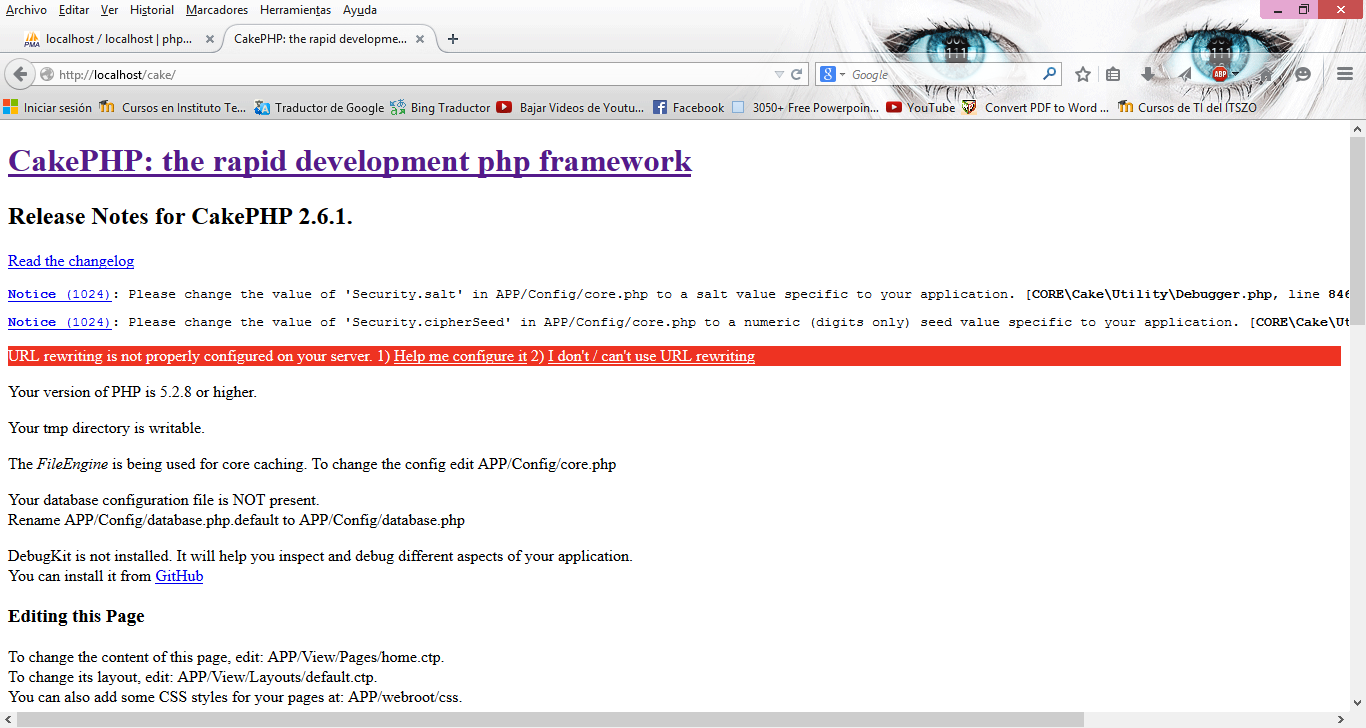 Archivo Editar Ver Historial Marcadores Herramientas Ayuda
PMA localhost / localhost | php...
CakePHP: the rapid developme...
http://localhost/cake/
8 Google
ABP
Iniciar sesión Cursos en Instituto Te... Traductor de Google Bing Traductor Bajar Videos de Youtu... Facebook 3050+ Free Powerpoin... YouTube Convert PDF to Word ... Cursos de TI del ITSZO
CakePHP: the rapid development php framework
Release Notes for CakePHP 2.6.1.
Read the changelog
Notice (1024): Please change the value of 'Security.salt' in APP/Config/core.php to a salt value specific to your application. [CORE\Cake\Utility\Debugger.php, line 846
Notice (1024): Please change the value of 'Security.cipherSeed' in APP/Config/core.php to a numeric (digits only) seed value specific to your application. [CORE\Cake\Ut
URL rewriting is not properly configured on your server. 1) Help me configure it 2) I don't / can't use URL rewriting
Your version of PHP is 5.2.8 or higher.
Your tmp directory is writable.
The FileEngine is being used for core caching. To change the config edit APP/Config/core.php
Your database configuration file is NOT present.
Rename APP/Config/database.php.default to APP/Config/database.php
DebugKit is not installed. It will help you inspect and debug different aspects of your application.
You can install it from GitHub
Editing this Page
To change the content of this page, edit: APP/View/Pages/home.ctp.
To change its layout, edit: APP/View/Layouts/default.ctp.
You can also add some CSS styles for your pages at: APP/webroot/css.